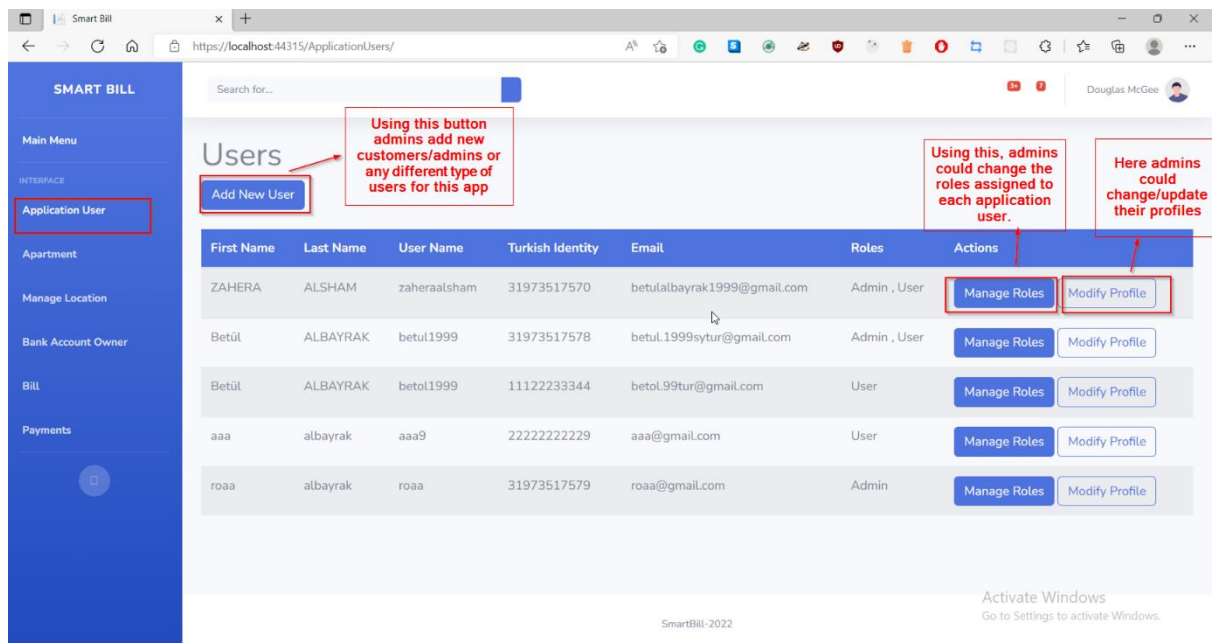 Smart Bill
https://localhost:44315/ApplicationUsers/
SMART BILL
Search for...
3+ 7 Douglas McGee
Main Menu
INTERFACE
Application User
Apartment
Manage Location
Bank Account Owner
Bill
Payments
Users
Add New User
Using this button
admins add new
customers/admins or
any different type of
users for this app
Using this, admins
could change the
roles assigned to
each application
user.
Here admins
could
change/update
their profiles
First Name Last Name User Name Turkish Identity Email Roles Actions
ZAHERA ALSHAM zaheraalsham 31973517570 betulalbayrak1999@gmail.com Admin , User Manage Roles Modify Profile
Betül ALBAYRAK betul1999 31973517578 betul.1999sytur@gmail.com Admin , User Manage Roles Modify Profile
Betül ALBAYRAK betol1999 11122233344 betol.99tur@gmail.com User Manage Roles Modify Profile
aaa albayrak aaa9 22222222229 aaa@gmail.com User Manage Roles Modify Profile
roaa albayrak roaa 31973517579 roaa@gmail.com Admin Manage Roles Modify Profile
Activate Windows
Go to Settings to activate Windows.
SmartBill-2022